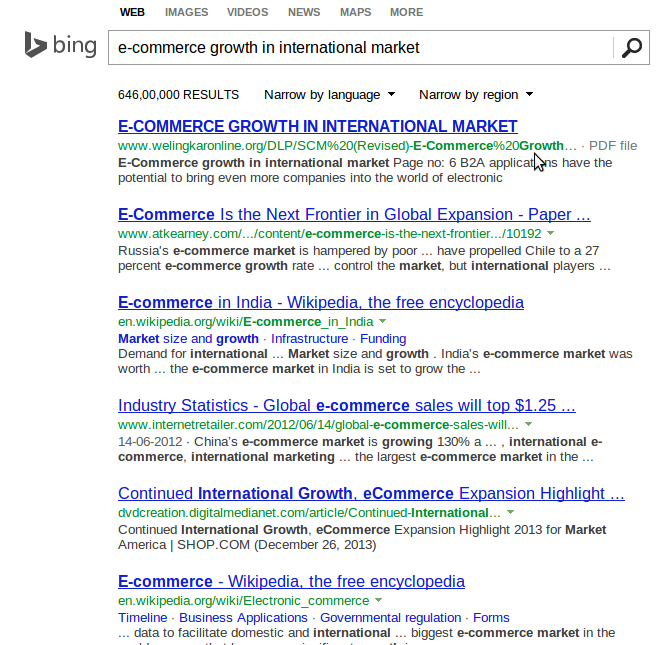 WEB IMAGES VIDEOS NEWS MAPS MORE
bing e-commerce growth in international market
646,00,000 RESULTS Narrow by language Narrow by region
E-COMMERCE GROWTH IN INTERNATIONAL MARKET
www.welingkaronline.org/DLP/SCM%20(Revised)-E-Commerce%20Growth... · PDF file
E-Commerce growth in international market Page no: 6 B2A applications have the
potential to bring even more companies into the world of electronic
E-Commerce Is the Next Frontier in Global Expansion - Paper ...
www.atkearney.com/.../content/e-commerce-is-the-next-frontier.../10192
Russia's e-commerce market is hampered by poor ... have propelled Chile to a 27
percent e-commerce growth rate ... control the market, but international players ...
E-commerce in India - Wikipedia, the free encyclopedia
en.wikipedia.org/wiki/E-commerce_in_India
Market size and growth · Infrastructure · Funding
Demand for international ... Market size and growth . India's e-commerce market was
worth ... the e-commerce market in India is set to grow the ...
Industry Statistics - Global e-commerce sales will top $1.25 ...
www.internetretailer.com/2012/06/14/global-e-commerce-sales-will...
14-06-2012 · China's e-commerce market is growing 130% a ... , international e-
commerce, international marketing ... the largest e-commerce market in the ...
Continued International Growth, eCommerce Expansion Highlight ...
dvdcreation.digitalmedianet.com/article/Continued-International...
Continued International Growth, eCommerce Expansion Highlight 2013 for Market
America | SHOP.COM (December 26, 2013)
E-commerce - Wikipedia, the free encyclopedia
en.wikipedia.org/wiki/Electronic_commerce
Timeline · Business Applications · Governmental regulation · Forms
... data to facilitate domestic and international ... biggest e-commerce market in the